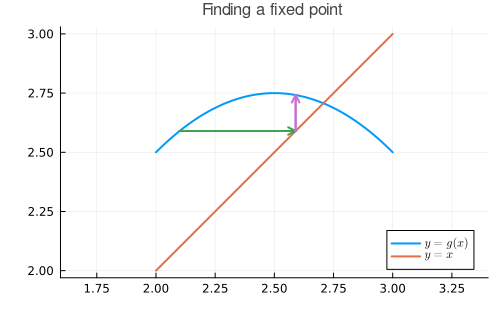 Finding a fixed point
3.00
2.75
2.50
2.25
2.00
1.75 2.00 2.25 2.50 2.75 3.00 3.25
y = g(x)
y = x